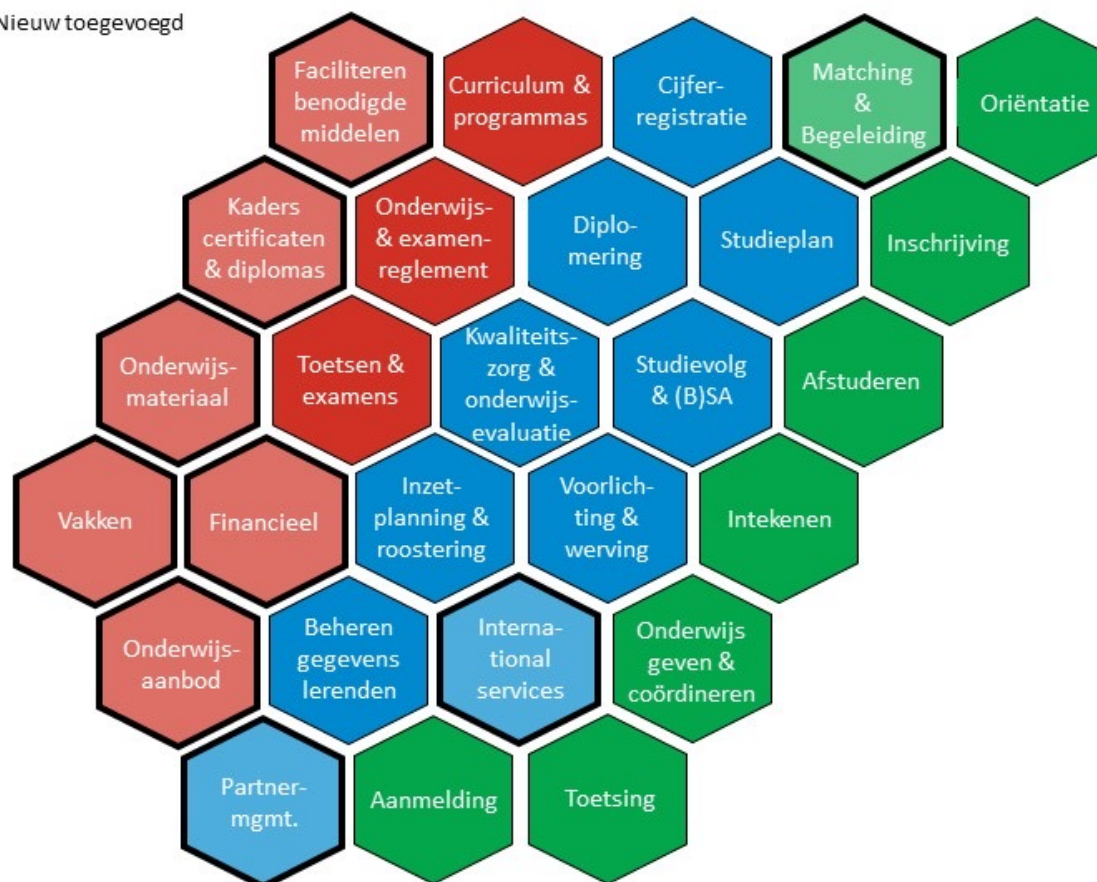 Nieuw toegevoegd
Faciliteren
benodigde
middelen
Curriculum &
programmas
Cijfer-
registratie
Matching
&
Begeleiding
Oriëntatie
Kaders
certificaten
& diplomas
Onderwijs-
& examen-
reglement
Diplo-
mering
Studieplan
Inschrijving
Onderwijs-
materiaal
Toetsen &
examens
Kwaliteits-
zorg &
onderwijs-
evaluatie
Studievolg
& (B)SA
Afstuderen
Vakken
Financieel
Inzet-
planning &
roostering
Voorlich-
ting &
werving
Intekenen
Onderwijs-
aanbod
Beheren
gegevens
lerenden
Interna-
tional
services
Onderwijs
geven &
coördineren
Partner-
mgmt.
Aanmelding
Toetsing